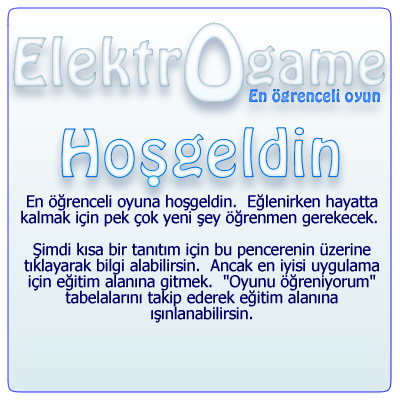 ElektrOgame
En ögrenceli oyun
Hoşgeldin
En öğrenceli oyuna hoşgeldin. Eğlenirken hayatta
kalmak için pek çok yeni şey öğrenmen gerekecek.
Şimdi kısa bir tanıtım için bu pencerenin üzerine
tıklayarak bilgi alabilirsin. Ancak en iyisi uygulama
için eğitim alanına gitmek. "Oyunu öğreniyorum"
tabelalarını takip ederek eğitim alanına
ışınlanabilirsin.